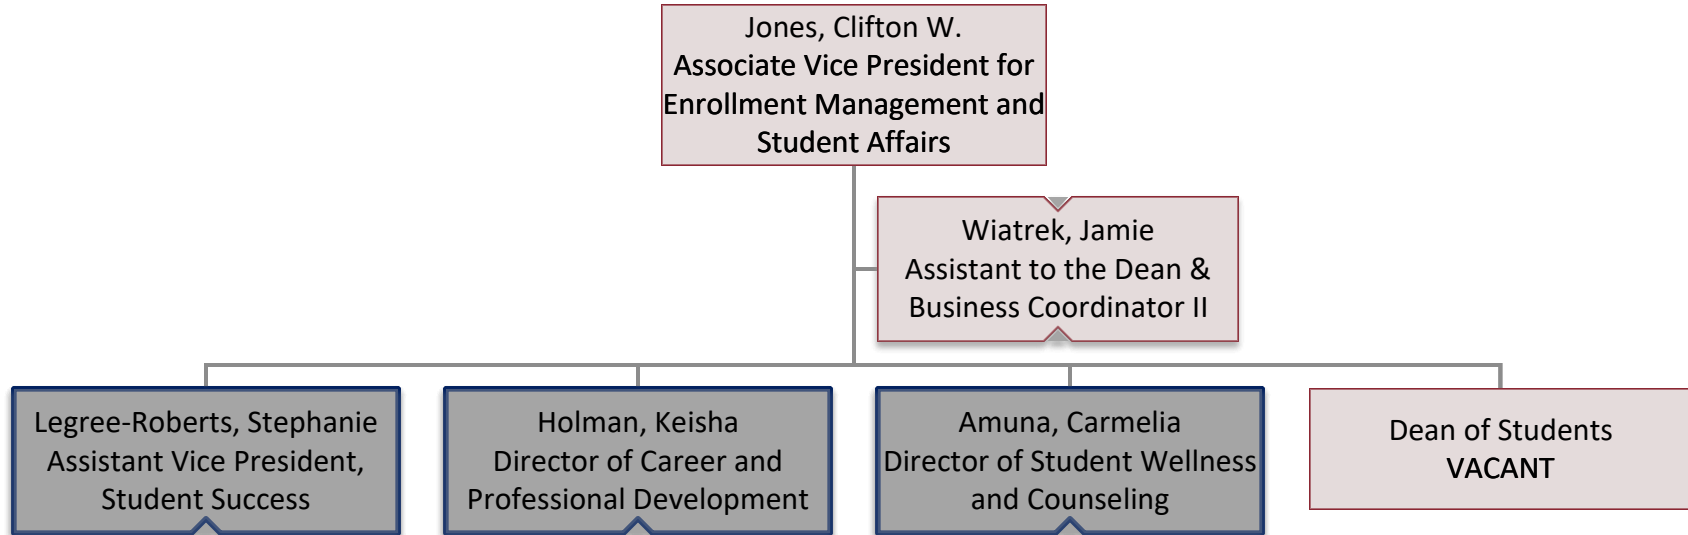 Jones, Clifton W.
Associate Vice President for
Enrollment Management and
Student Affairs
Wiatrek, Jamie
Assistant to the Dean &
Business Coordinator II
Legree-Roberts, Stephanie
Assistant Vice President,
Student Success
Holman, Keisha
Director of Career and
Professional Development
Amuna, Carmelia
Director of Student Wellness
and Counseling
Dean of Students
VACANT